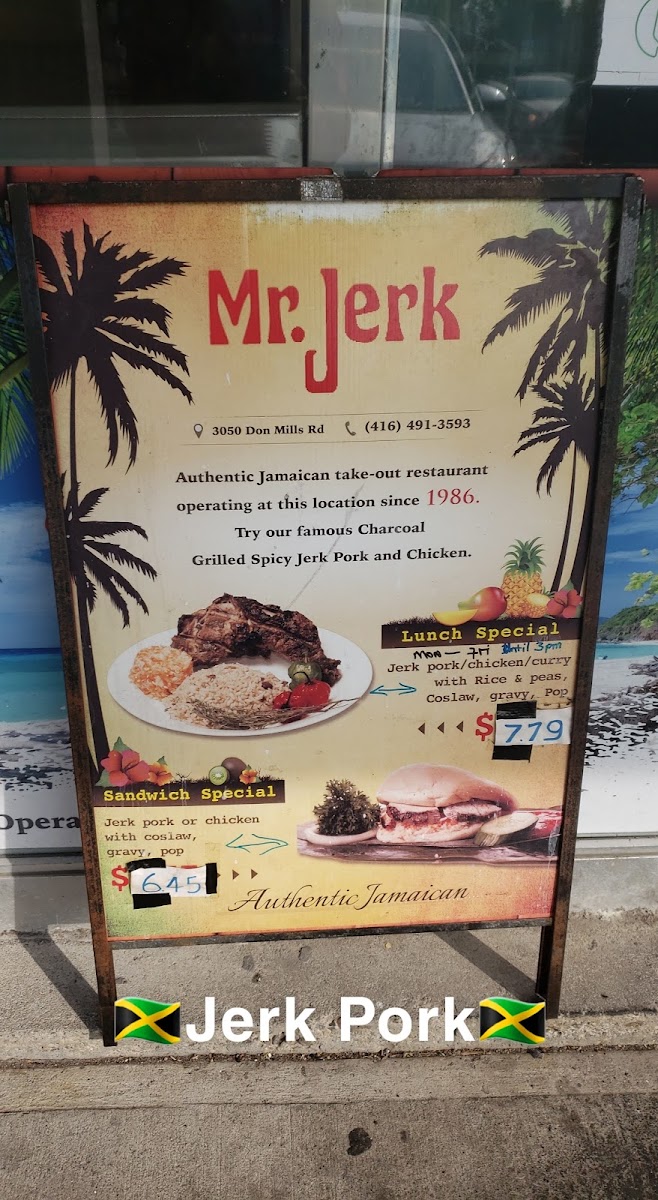 Mr. Jerk
3050 Don Mills Rd (416) 491-3593
Authentic Jamaican take-out restaurant
operating at this location since 1986.
Try our famous Charcoal
Grilled Spicy Jerk Pork and Chicken.
Lunch Special
Mon - Fri Until 3pm
Jerk pork/chicken/curry
with Rice & peas,
Coslaw, gravy, Pop
$7.79
Sandwich Special
Jerk pork or chicken
with coslaw,
gravy, pop
$6.45
Authentic Jamaican
Opera
🇯🇲Jerk Pork🇯🇲